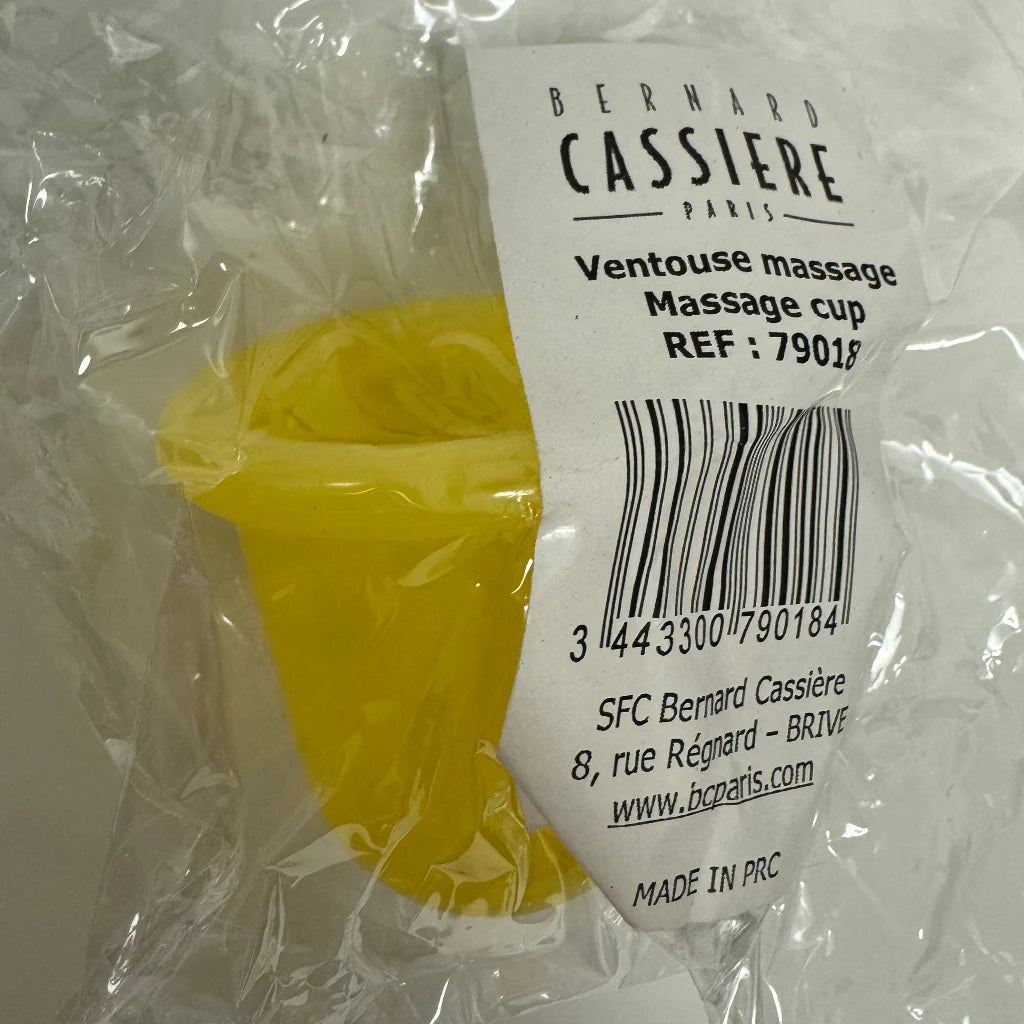 BERNARD
CASSIERE
PARIS
Ventouse massage
Massage cup
REF : 79018
3 443300 790184
SFC Bernard Cassière
8, rue Régnard – BRIVE
www.bcparis.com
MADE IN PRC